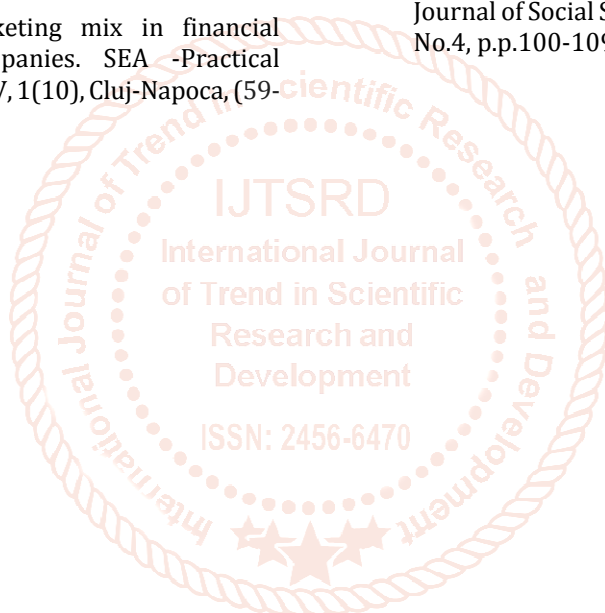 keting mix in financial
panies. SEA -Practical
1(10), Cluj-Napoca, (59-
Journal of Social S
No.4, p.p.100-109
International Journal of Trend in Scientific Research and Development
IJTSRD
International Journal
of Trend in Scientific
Research and
Development
ISSN: 2456-6470